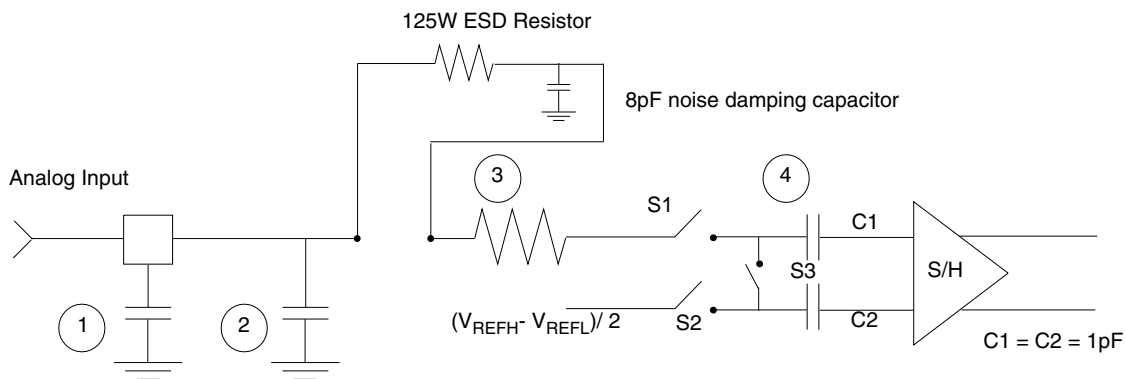 125W ESD Resistor
8pF noise damping capacitor
Analog Input
3
4
S1
C1
S3
S/H
1
2
(VREFH- VREFL)/ 2
S2
C2
C1 = C2 = 1pF